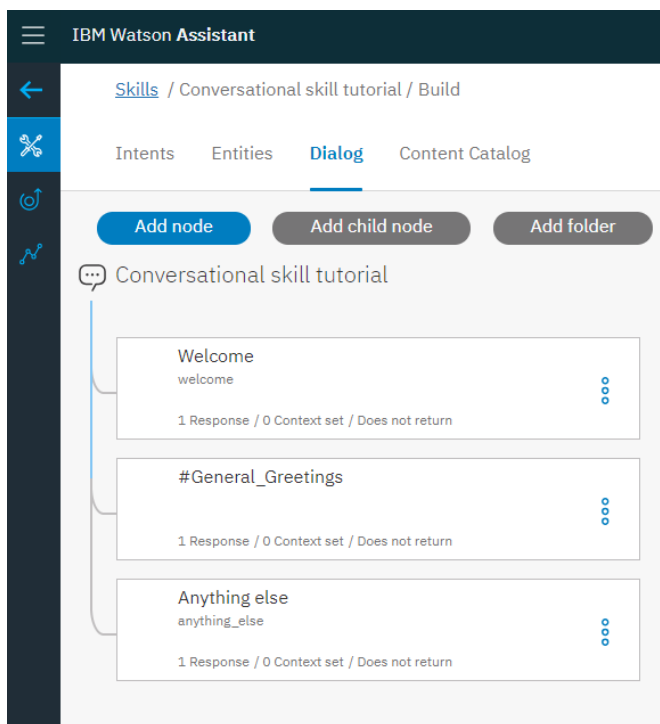 IBM Watson Assistant
Skills / Conversational skill tutorial / Build
Intents Entities Dialog Content Catalog
Add node Add child node Add folder
Conversational skill tutorial
Welcome
welcome
1 Response / 0 Context set / Does not return
#General_Greetings
1 Response / 0 Context set / Does not return
Anything else
anything_else
1 Response / 0 Context set / Does not return